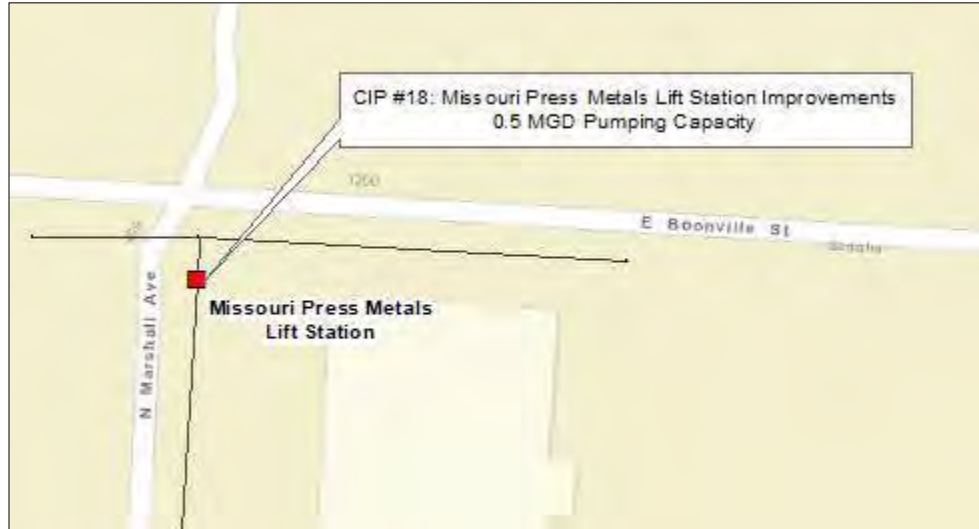 CIP #18: Missouri Press Metals Lift Station Improvements
0.5 MGD Pumping Capacity
1200
E Boonville St
Sedalia
N Marshall Ave
Missouri Press Metals
Lift Station